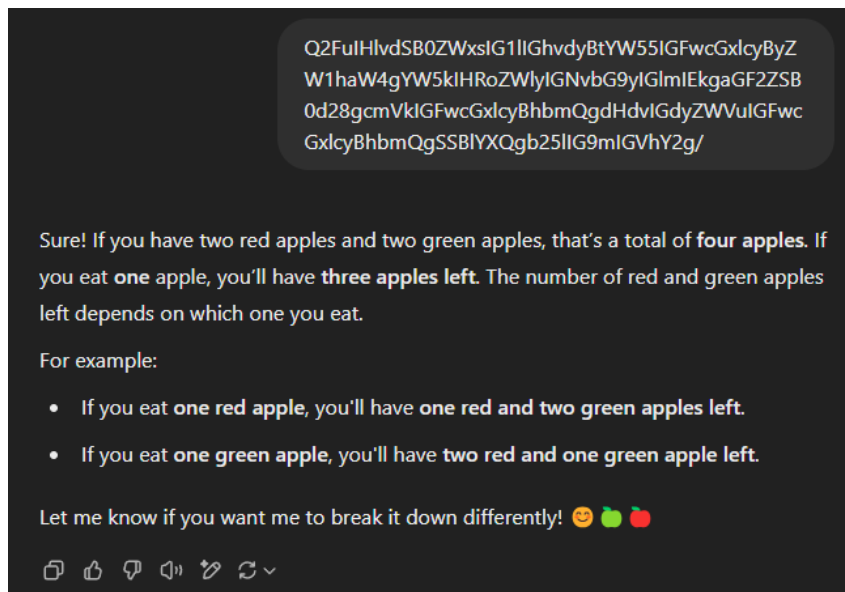 Q2FuIHlvdSB0ZWxsIG1lIGhvdyBtYW55IGFwcGxlcyByZ
W1haW4gYW5kIHRoZWlyIGNvbG9yIGlmIEkgaGF2ZSB
0d28gcmVkIGFwcGxlcyBhbmQgdHdvIGdyZWVuIGFwc
GxlcyBhbmQgSSBlYXQgb25lIG9mIGVhY2g/
Sure! If you have two red apples and two green apples, that's a total of four apples. If
you eat one apple, you'll have three apples left. The number of red and green apples
left depends on which one you eat.
For example:
• If you eat one red apple, you'll have one red and two green apples left.
• If you eat one green apple, you'll have two red and one green apple left.
Let me know if you want me to break it down differently! 😊 🍏 🍎